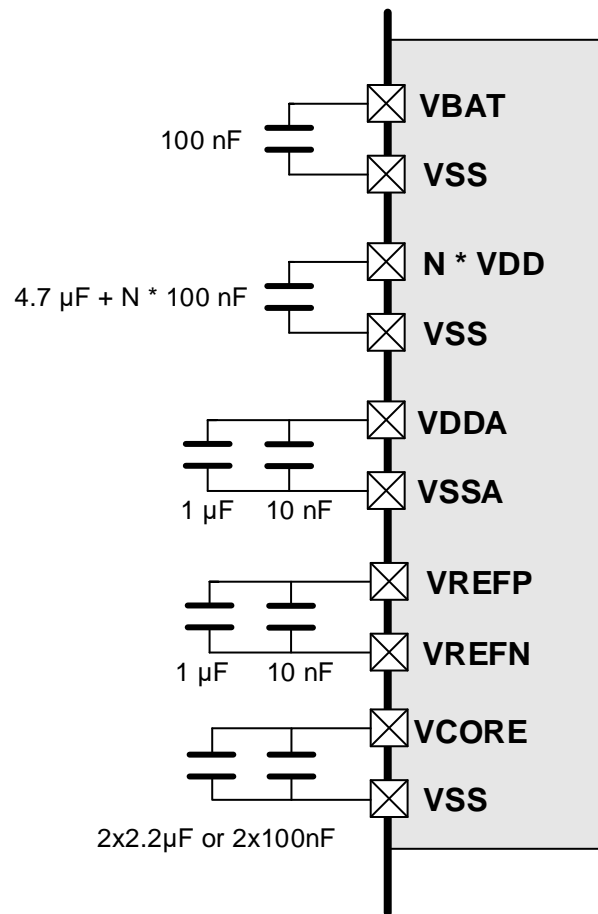 VBAT
100 nF
VSS
N * VDD
4.7 µF + N * 100 nF
VSS
VDDA
VSSA
1 µF 10 nF
VREFP
VREFN
1 µF 10 nF
VCORE
VSS
2x2.2µF or 2x100nF